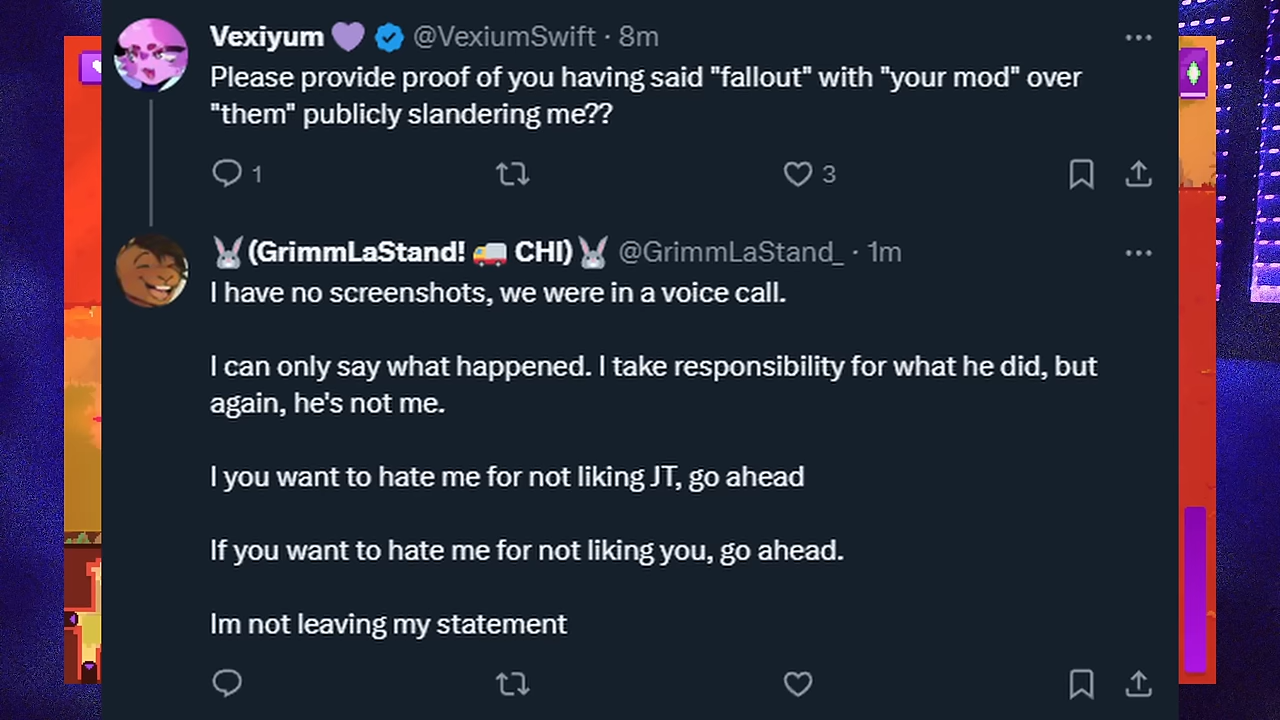 Vexiyum 💜 @VexiumSwift · 8m
Please provide proof of you having said "fallout" with "your mod" over
"them" publicly slandering me??
1 3
🐰(GrimmLaStand! 🚚 CHI)🐰 @GrimmLaStand_ · 1m
I have no screenshots, we were in a voice call.
I can only say what happened. I take responsibility for what he did, but
again, he's not me.
I you want to hate me for not liking JT, go ahead
If you want to hate me for not liking you, go ahead.
Im not leaving my statement